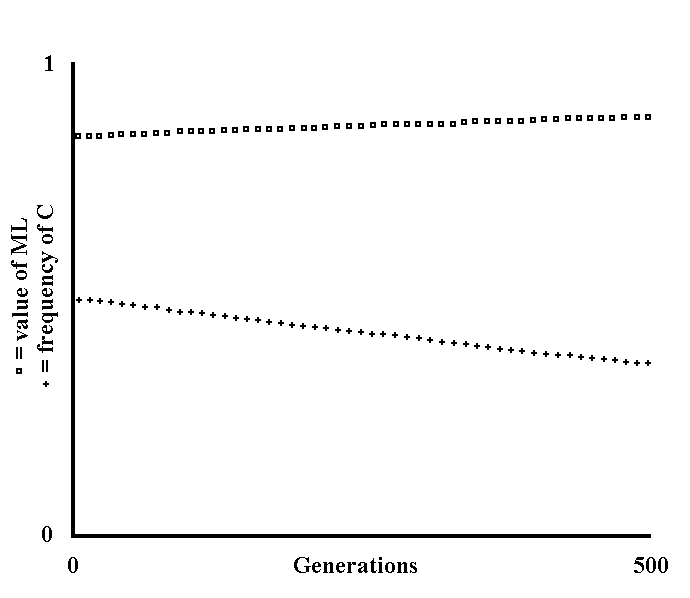 1
▫ = value of ML
+ = frequency of C
0
0 Generations 500